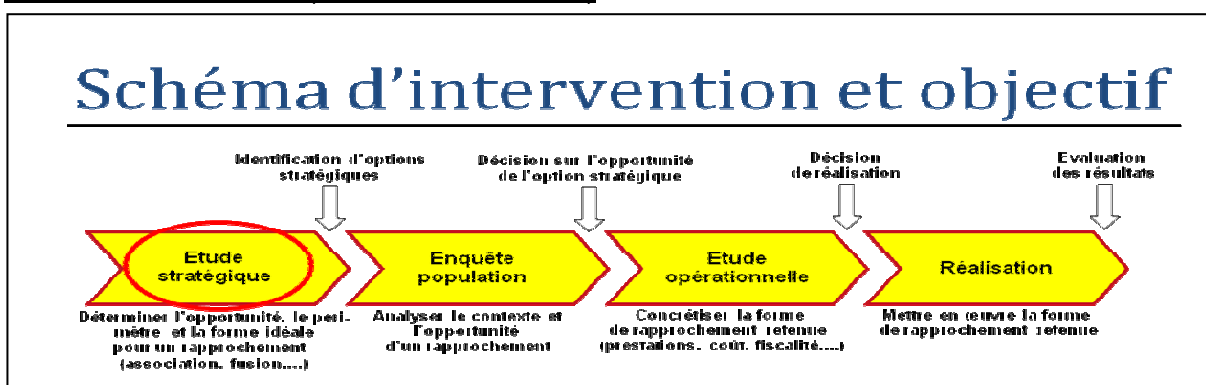 Schéma d'intervention et objectif
Identification d'options
stratégiques
Décision sur l'opportunité
de l'option stratégique
Décision
de réalisation
Evaluation
des résultats
Etude
stratégique
Enquête
population
Etude
opérationnelle
Réalisation
Déterminer l'opportunité, le péri-
mètre et la forme idéale
pour un rapprochement
(association, fusion,...)
Analyser le contexte et
l'opportunité
d'un rapprochement
Concrétiser la forme
de rapprochement retenue
(prestations, coût, fiscalité,...)
Mettre en œuvre la forme
de rapprochement retenue